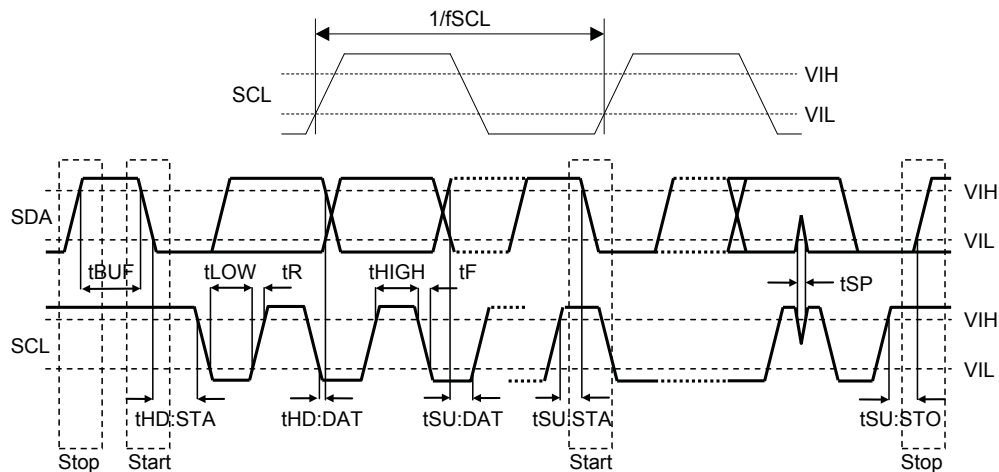 1/fSCL
VIH
SCL
VIL
VIH
SDA
VIL
tBUF tLOW tR tHIGH tF
tSP
VIH
SCL
VIL
tHD:STA tHD:DAT tSU:DAT tSU:STA tSU:STO
Stop Start Start Stop